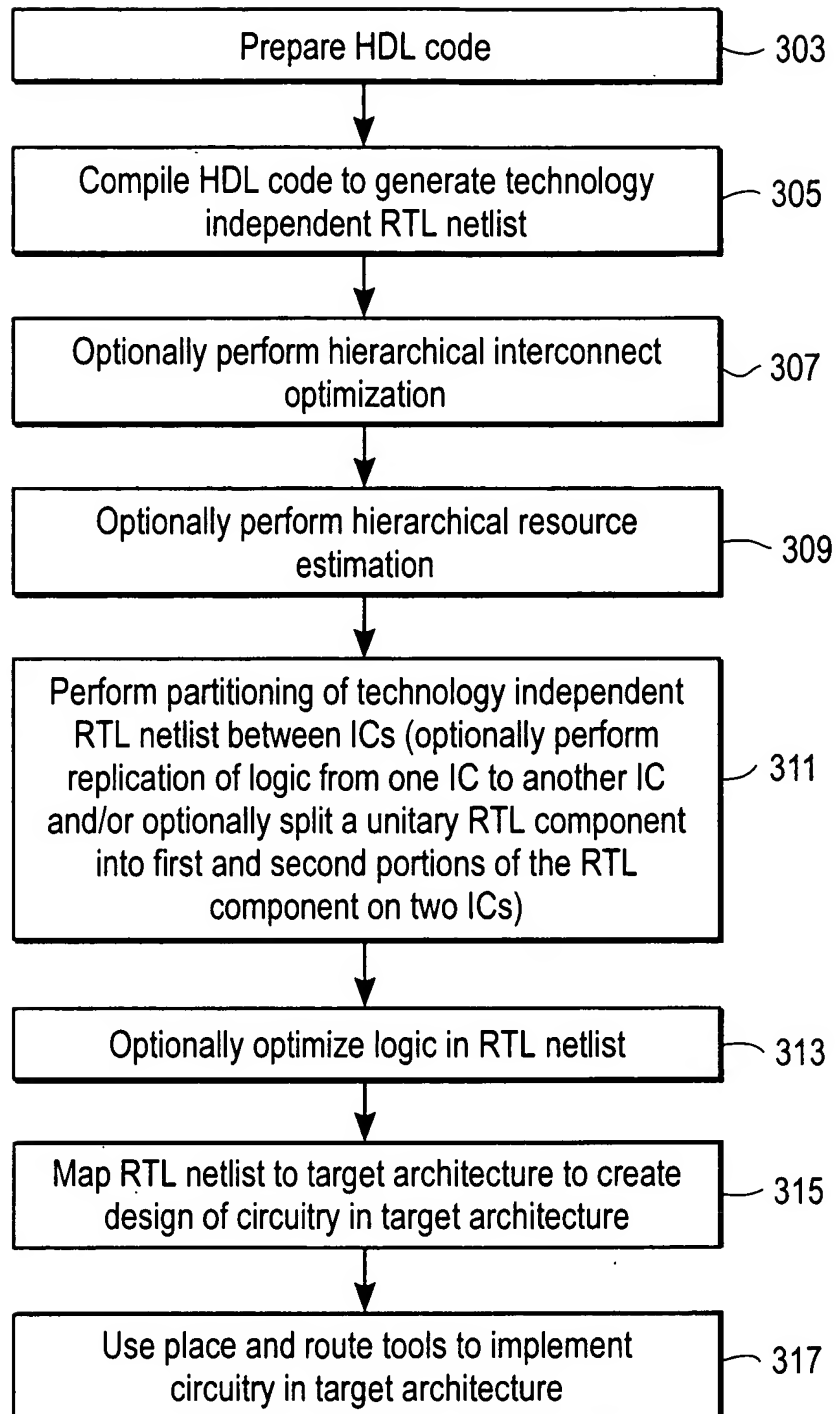 Prepare HDL code
303
Compile HDL code to generate technology
independent RTL netlist
305
Optionally perform hierarchical interconnect
optimization
307
Optionally perform hierarchical resource
estimation
309
Perform partitioning of technology independent
RTL netlist between ICs (optionally perform
replication of logic from one IC to another IC
and/or optionally split a unitary RTL component
into first and second portions of the RTL
component on two ICs)
311
Optionally optimize logic in RTL netlist
313
Map RTL netlist to target architecture to create
design of circuitry in target architecture
315
Use place and route tools to implement
circuitry in target architecture
317